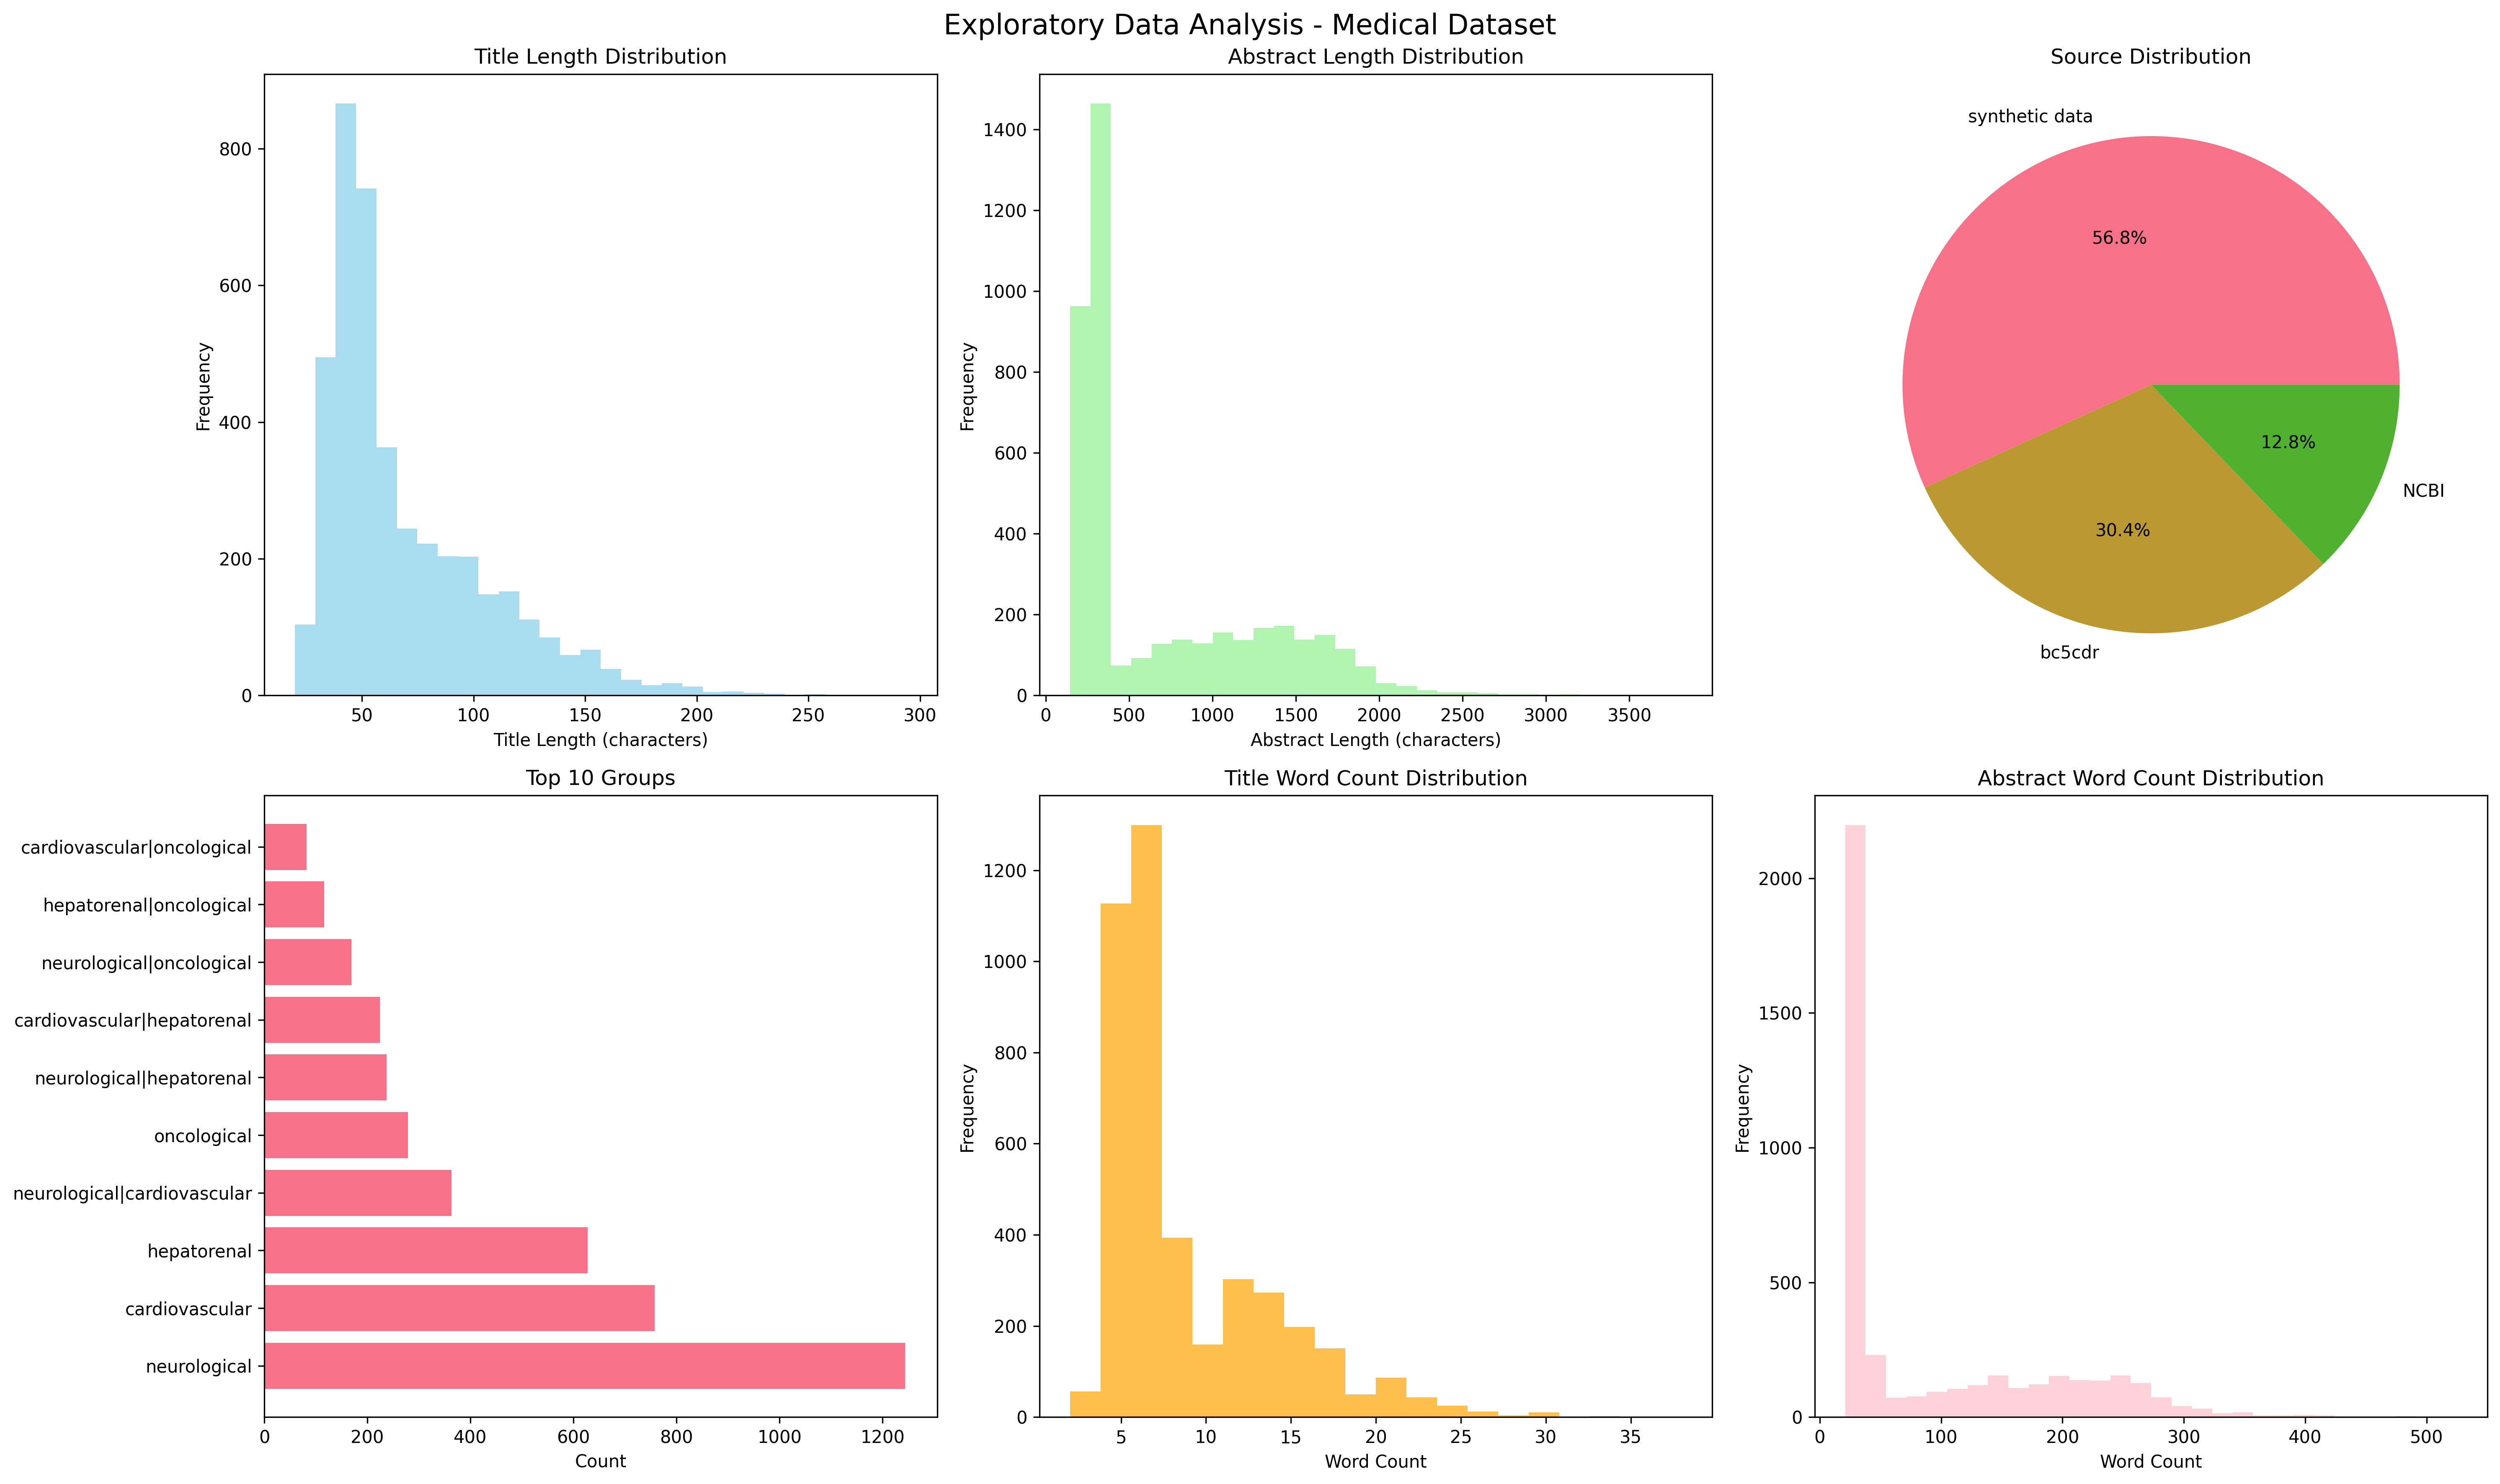 Exploratory Data Analysis - Medical Dataset
Title Length Distribution
Frequency
0
200
400
600
800
50
100
150
200
250
300
Title Length (characters)
Abstract Length Distribution
Frequency
0
200
400
600
800
1000
1200
1400
0
500
1000
1500
2000
2500
3000
3500
Abstract Length (characters)
Source Distribution
synthetic data
56.8%
12.8%
NCBI
30.4%
bc5cdr
Top 10 Groups
cardiovascular|oncological
hepatorenal|oncological
neurological|oncological
cardiovascular|hepatorenal
neurological|hepatorenal
oncological
neurological|cardiovascular
hepatorenal
cardiovascular
neurological
0
200
400
600
800
1000
1200
Count
Title Word Count Distribution
Frequency
0
200
400
600
800
1000
1200
5
10
15
20
25
30
35
Word Count
Abstract Word Count Distribution
Frequency
0
500
1000
1500
2000
0
100
200
300
400
500
Word Count